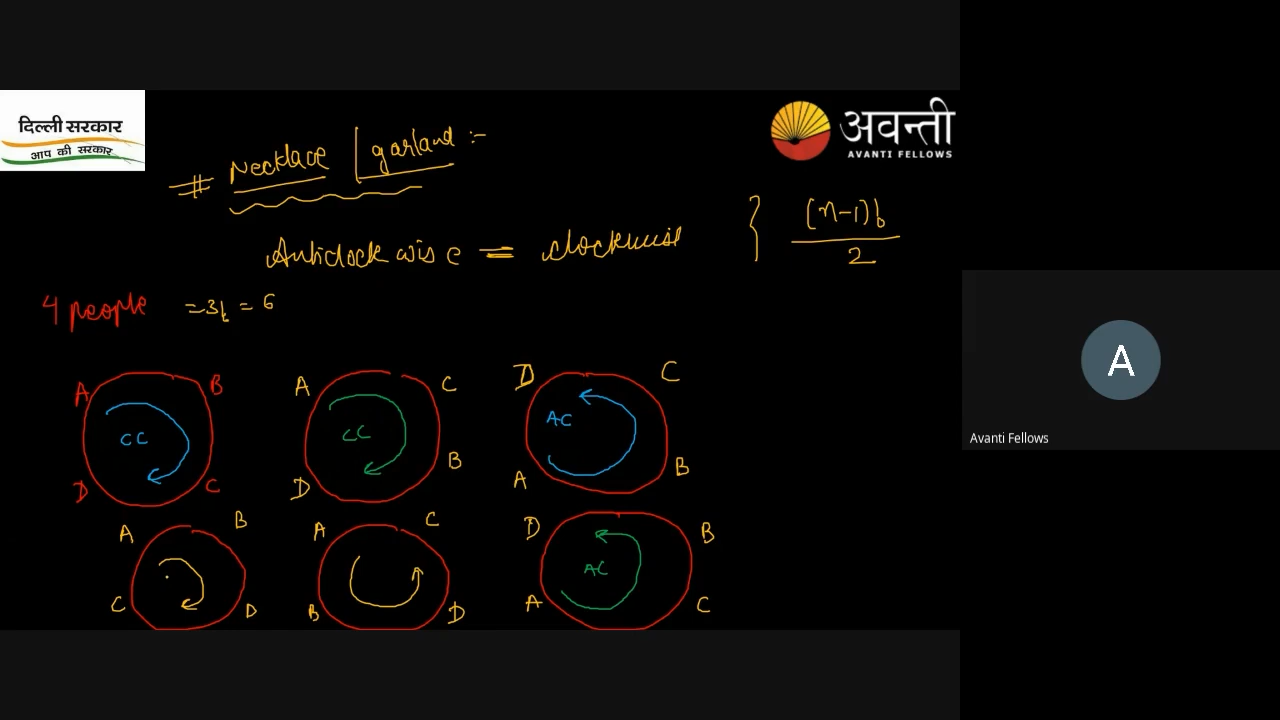 दिल्ली सरकार
आप की सरकार
अवन्ती
AVANTI FELLOWS
# Necklace | garland :-
Anticlockwise = clockwise } (n-1)! / 2
4 people = 3! = 6
A B
CC
D C
A C
CC
B
D
D C
AC
A B
A B
C D
A C
B D
D B
AC
A C
A
Avanti Fellows